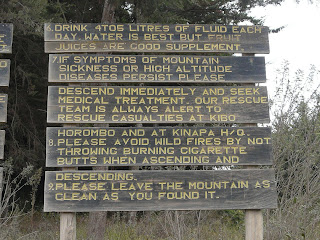 6.DRINK 4TO5 LITRES OF FLUID EACH
DAY. WATER IS BEST BUT FRUIT
JUICES ARE GOOD SUPPLEMENT.
7.IF SYMPTOMS OF MOUNTAIN
SICKNESS OR HIGH ALTITUDE
DISEASES PERSIST PLEASE
DESCEND IMMEDIATELY AND SEEK
MEDICAL TREATMENT. OUR RESCUE
TEAM IS ALWAYS ALERT TO
RESCUE CASUALTIES AT KIBO
HOROMBO AND AT KINAPA H/Q.
8.PLEASE AVOID WILD FIRES BY NOT
THROWING BURNING CIGARETTE
BUTTS WHEN ASCENDING AND
DESCENDING.
9.PLEASE LEAVE THE MOUNTAIN AS
CLEAN AS YOU FOUND IT.